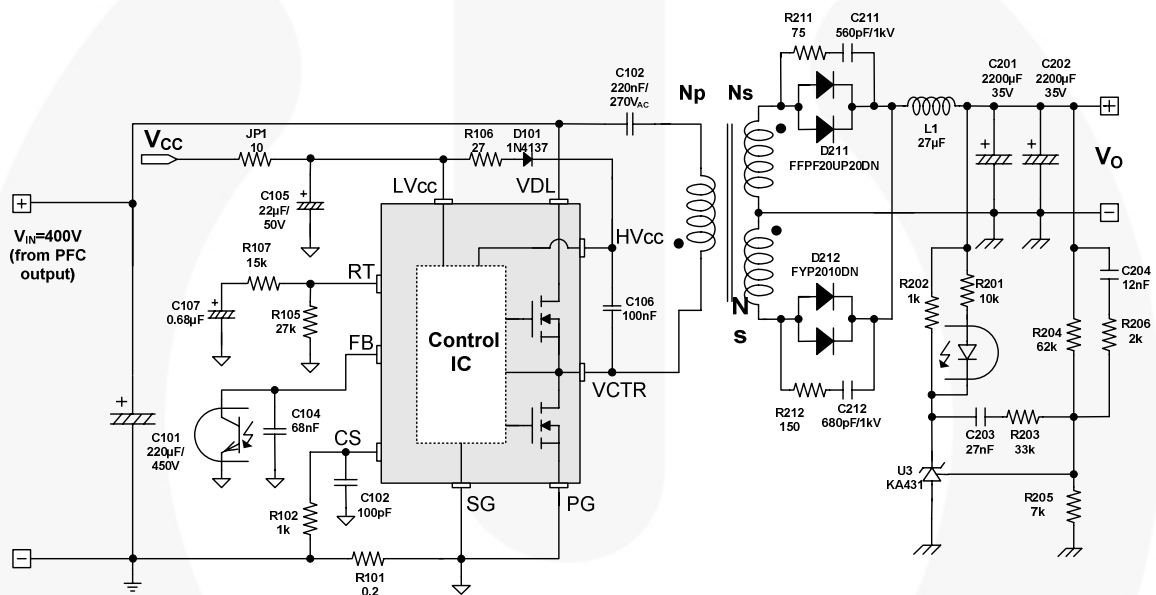 R211
75
C211
560pF/1kV
C102
220nF/
270VAC
Np
Ns
C201
2200µF
35V
C202
2200µF
35V
+
L1
27µF
D211
FFPF20UP20DN
VO
VCC
JP1
10
R106
27
D101
1N4137
LVcc
VDL
C105
22µF/
50V
+
+
VIN=400V
(from PFC
output)
HVcc
R107
15k
RT
C107
0.68µF
R105
27k
FB
Control
IC
C106
100nF
VCTR
N
s
D212
FYP2010DN
R212
150
C212
680pF/1kV
R202
1k
R201
10k
C204
12nF
R204
62k
R206
2k
C203
27nF
R203
33k
U3
KA431
R205
7k
C101
220µF/
450V
C104
68nF
CS
C102
100pF
R102
1k
SG
PG
R101
0.2